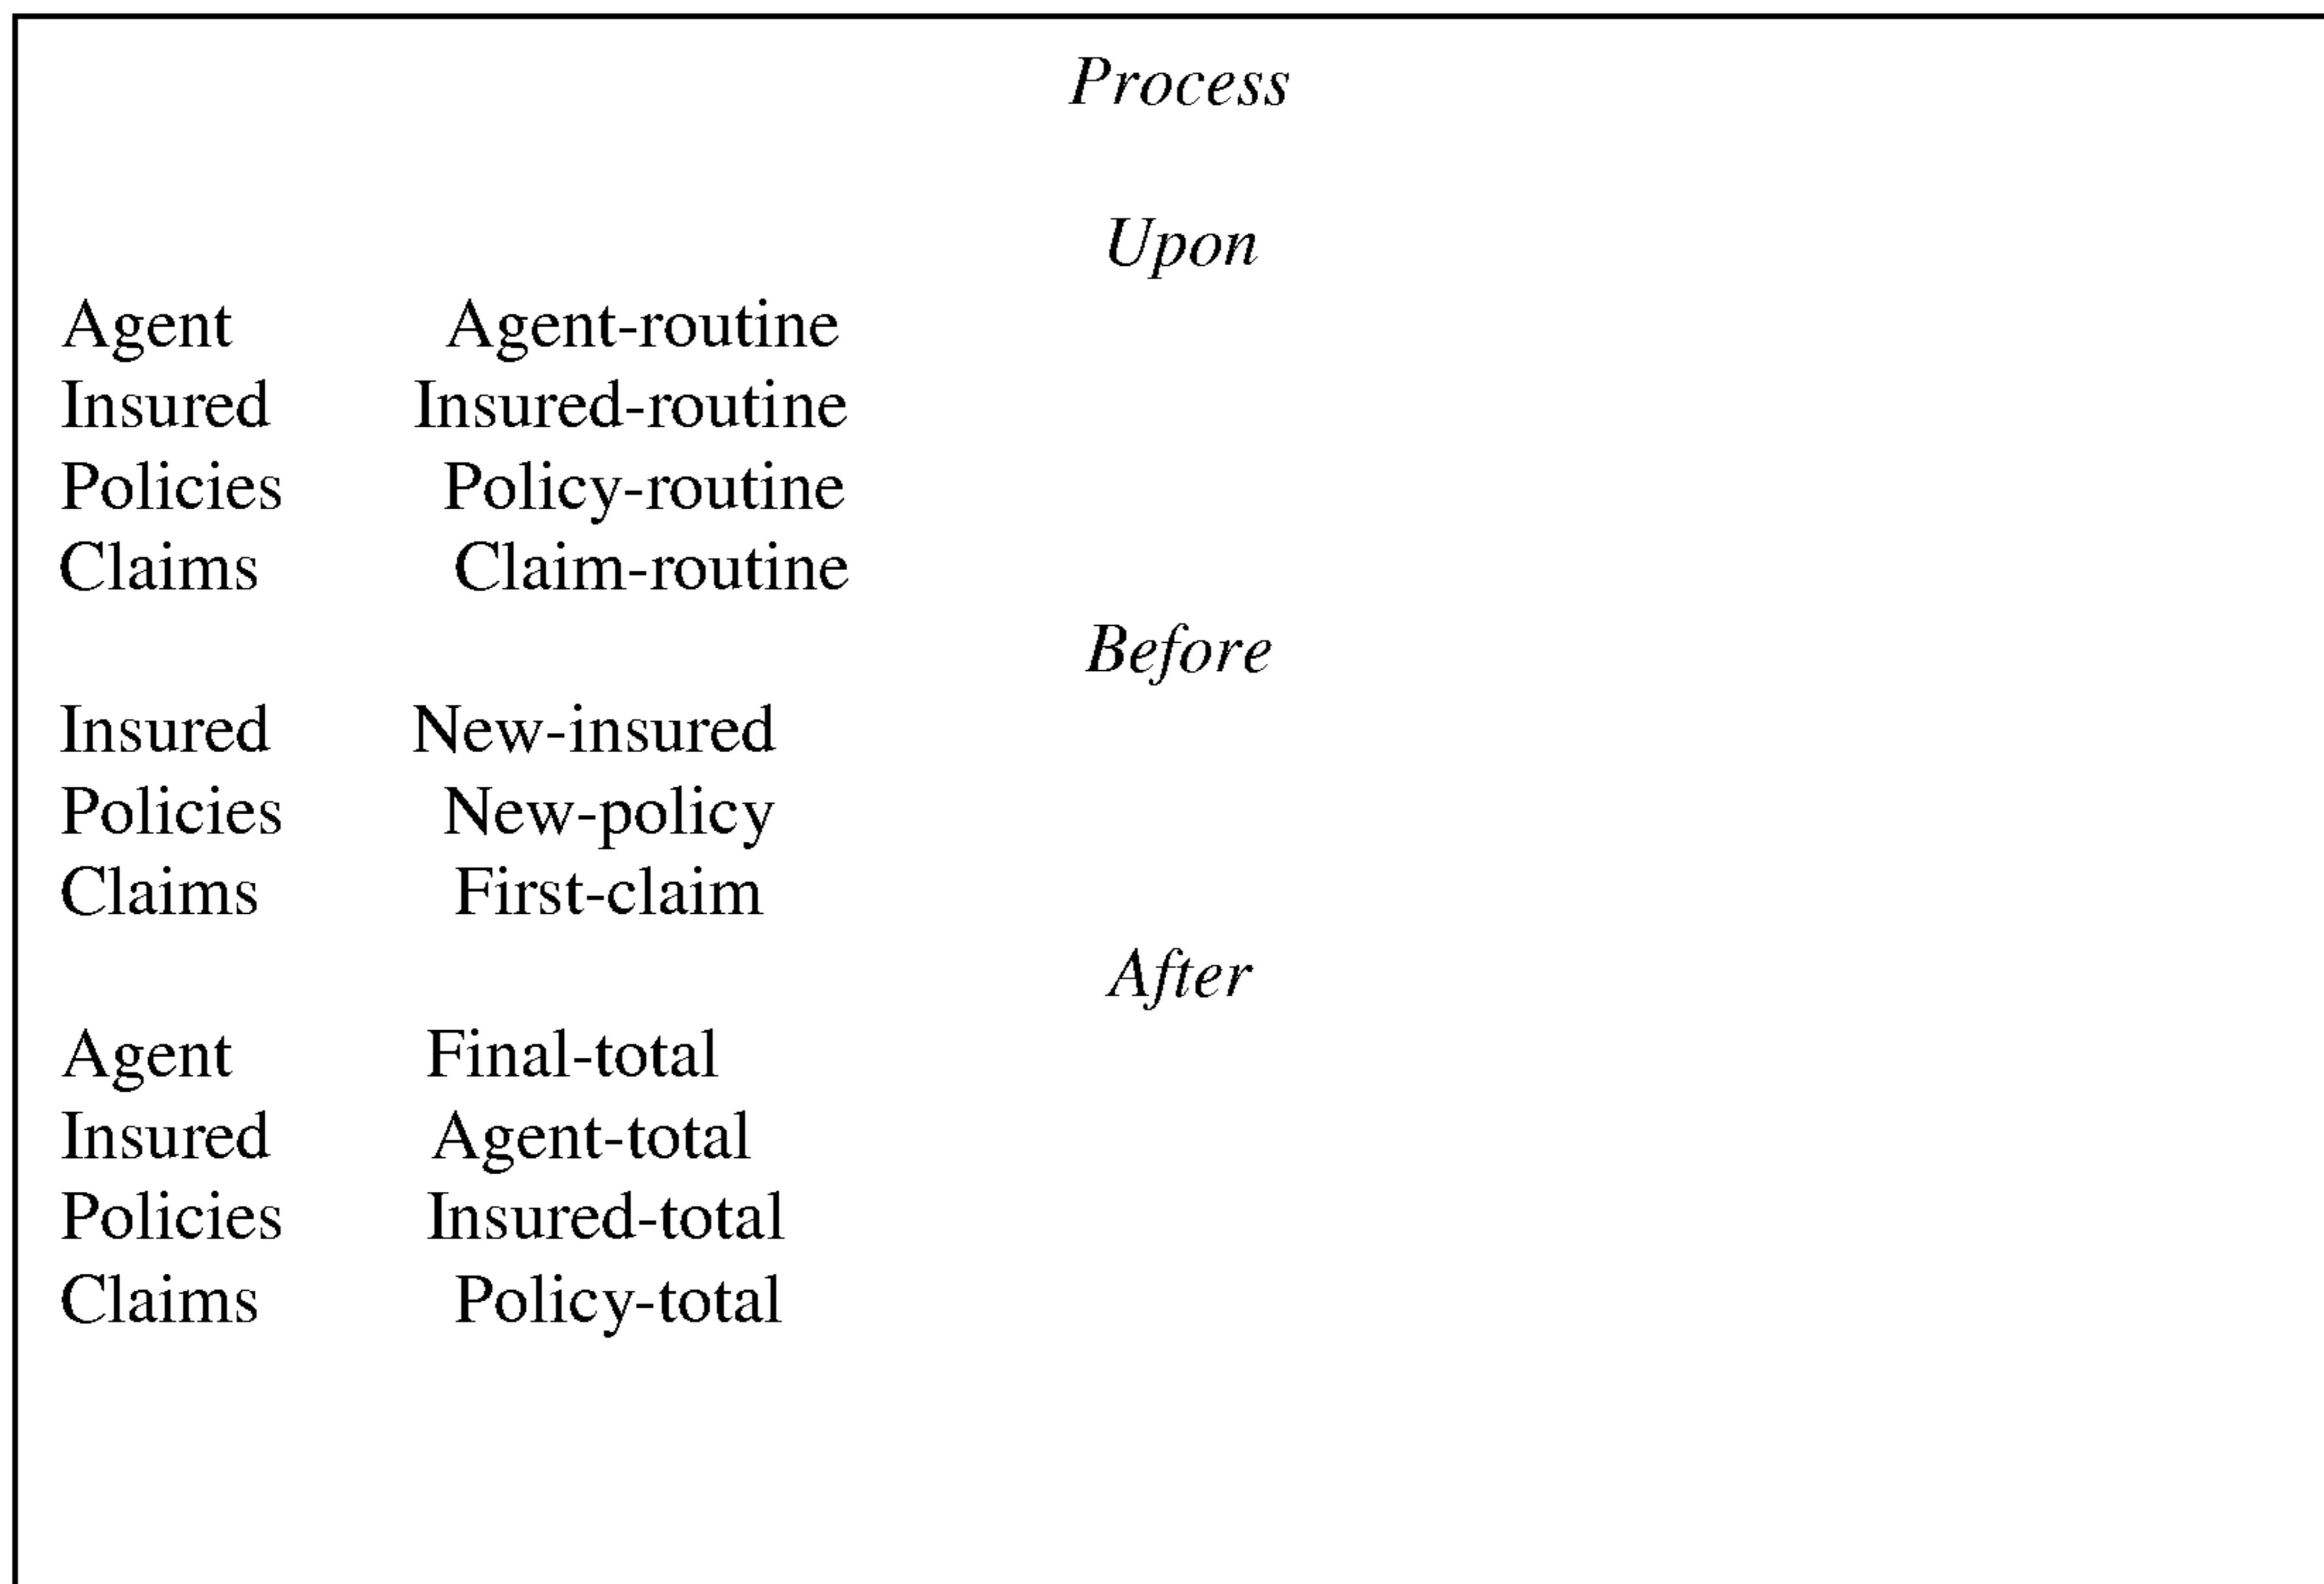 Process
Upon
Agent Agent-routine
Insured Insured-routine
Policies Policy-routine
Claims Claim-routine
Before
Insured New-insured
Policies New-policy
Claims First-claim
After
Agent Final-total
Insured Agent-total
Policies Insured-total
Claims Policy-total